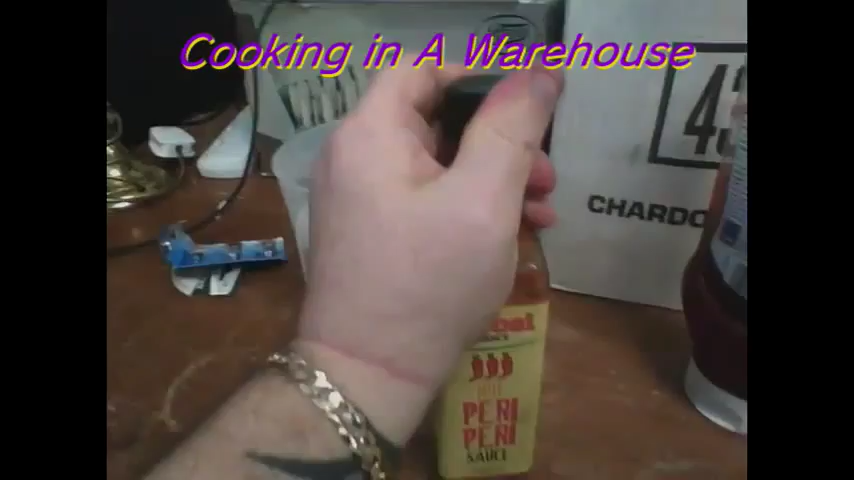 Cooking in A Warehouse
43
CHARDO
PERI
PERI
SAUCE